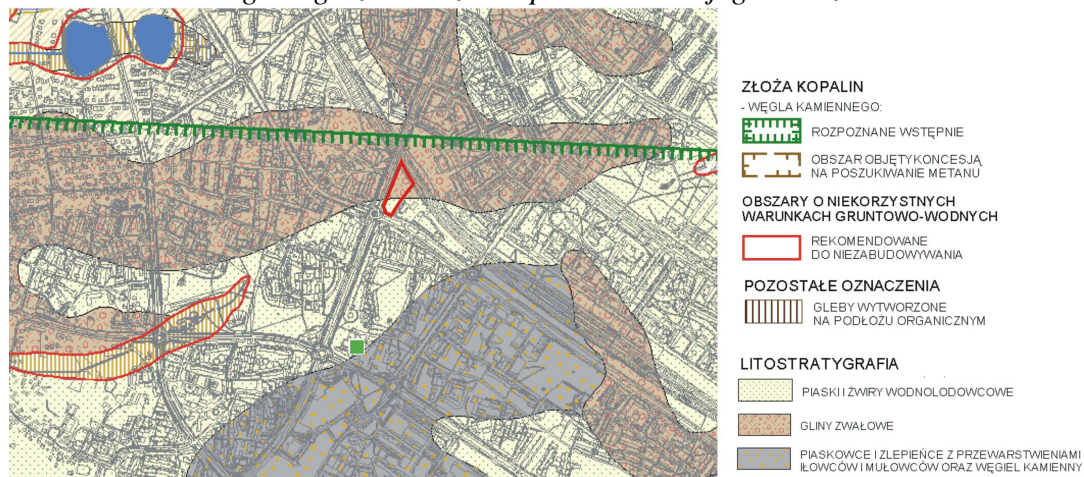 ZŁOŻA KOPALIN
- WĘGLA KAMIENNEGO:
ROZPOZNANE WSTĘPNIE
OBSZAR OBJĘTY KONCESJĄ
NA POSZUKIWANIE METANU
OBSZARY O NIEKORZYSTNYCH
WARUNKACH GRUNTOWO-WODNYCH
REKOMENDOWANE
DO NIEZABUDOWYWANIA
POZOSTAŁE OZNACZENIA
GLEBY WYTWORZONE
NA PODŁOŻU ORGANICZNYM
LITOSTRATYGRAFIA
PIASKI I ŻWIRY WODNOLODOWCOWE
GLINY ZWAŁOWE
PIASKOWCE I ZLEPIEŃCE Z PRZEWARSTWIENIAMI
IŁOWCÓW I MUŁOWCÓW ORAZ WĘGIEL KAMIENNY